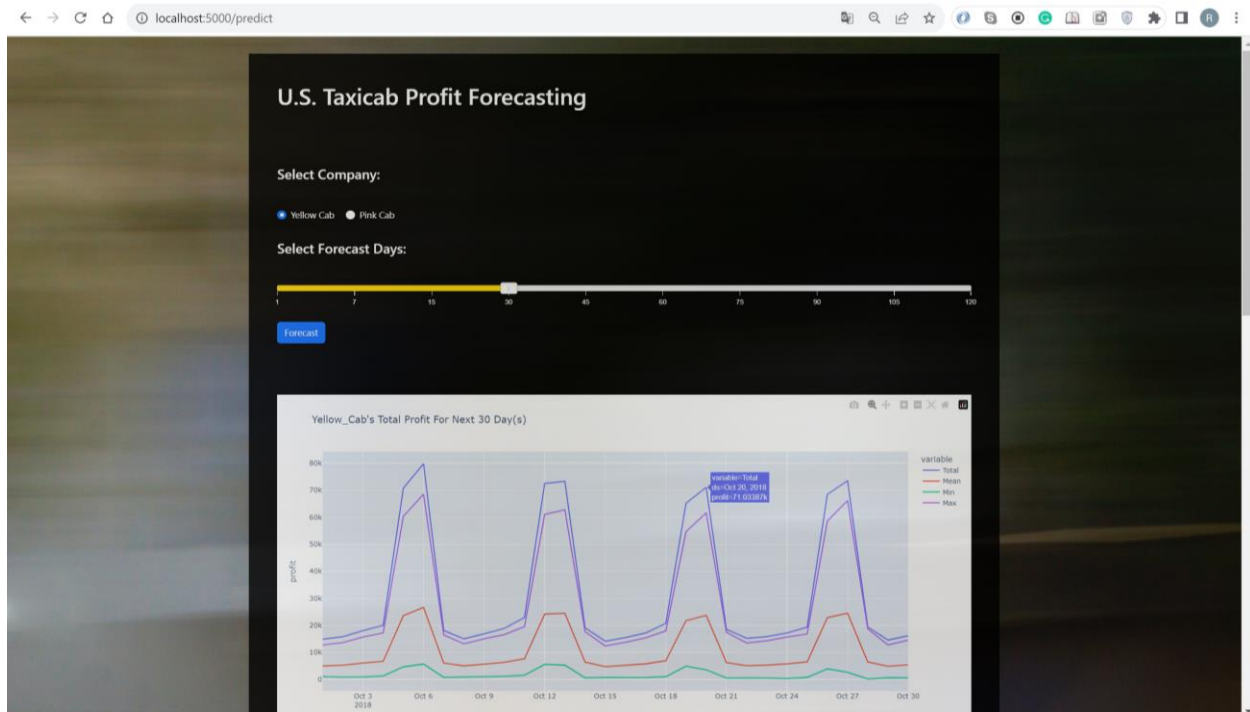 localhost:5000/predict
R
U.S. Taxicab Profit Forecasting
Select Company:
Yellow Cab Pink Cab
Select Forecast Days:
1 7 15 30 45 60 75 90 105 120
Forecast
Yellow_Cab's Total Profit For Next 30 Day(s)
variable
Total
Mean
Min
Max
variable=Total
ds=Oct 20, 2018
profit=71.03387k
80k
70k
60k
50k
40k
30k
20k
10k
0
profit
Oct 3 Oct 6 Oct 9 Oct 12 Oct 15 Oct 18 Oct 21 Oct 24 Oct 27 Oct 30
2018